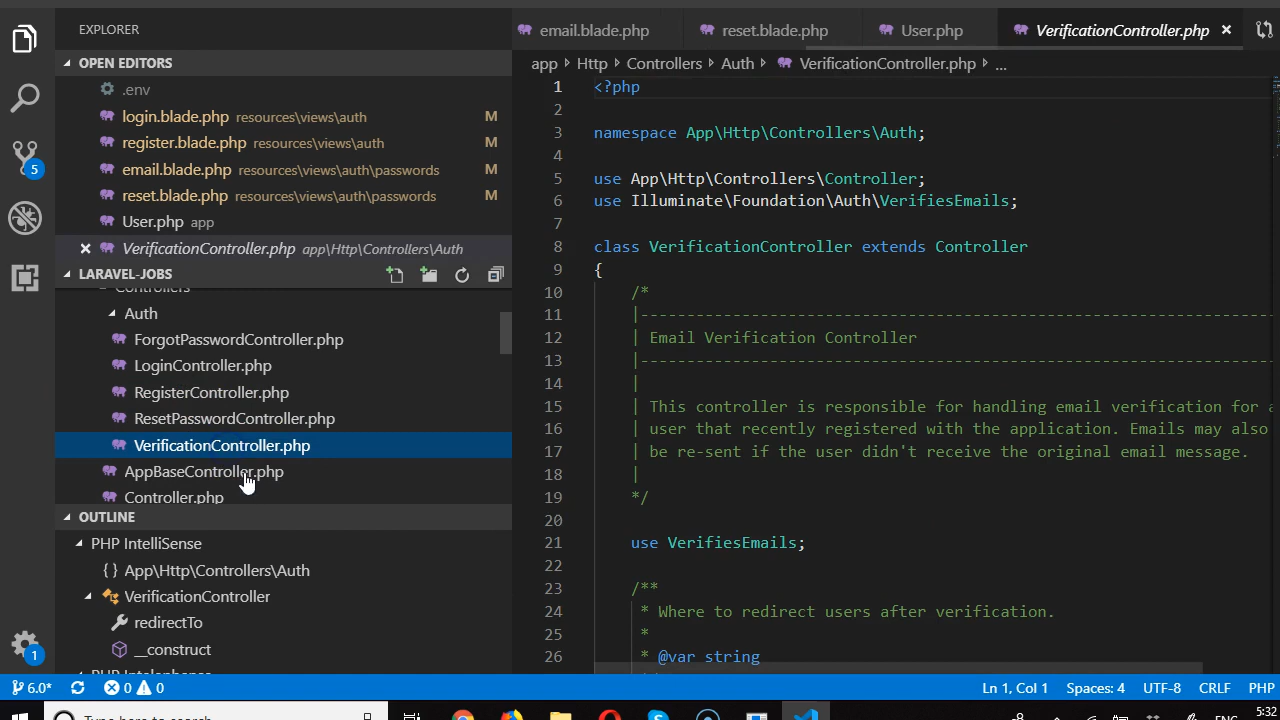 EXPLORER
OPEN EDITORS
.env
login.blade.php resources\views\auth M
register.blade.php resources\views\auth M
email.blade.php resources\views\auth\passwords M
reset.blade.php resources\views\auth\passwords M
User.php app
VerificationController.php app\Http\Controllers\Auth
LARAVEL-JOBS
Controllers
Auth
ForgotPasswordController.php
LoginController.php
RegisterController.php
ResetPasswordController.php
VerificationController.php
AppBaseController.php
Controller.php
OUTLINE
PHP IntelliSense
{} App\Http\Controllers\Auth
VerificationController
redirectTo
__construct
5
1
email.blade.php reset.blade.php User.php VerificationController.php
app Http Controllers Auth VerificationController.php ...
1 <?php
2
3 namespace App\Http\Controllers\Auth;
4
5 use App\Http\Controllers\Controller;
6 use Illuminate\Foundation\Auth\VerifiesEmails;
7
8 class VerificationController extends Controller
9 {
10 /*
11 |--------------------------------------------------------------------
12 | Email Verification Controller
13 |--------------------------------------------------------------------
14 |
15 | This controller is responsible for handling email verification for
16 | user that recently registered with the application. Emails may also
17 | be re-sent if the user didn't receive the original email message.
18 |
19 */
20
21 use VerifiesEmails;
22
23 /**
24 * Where to redirect users after verification.
25 *
26 * @var string
6.0* 0 0 Ln 1, Col 1 Spaces: 4 UTF-8 CRLF PHP
Type here to search
ENG
5:32